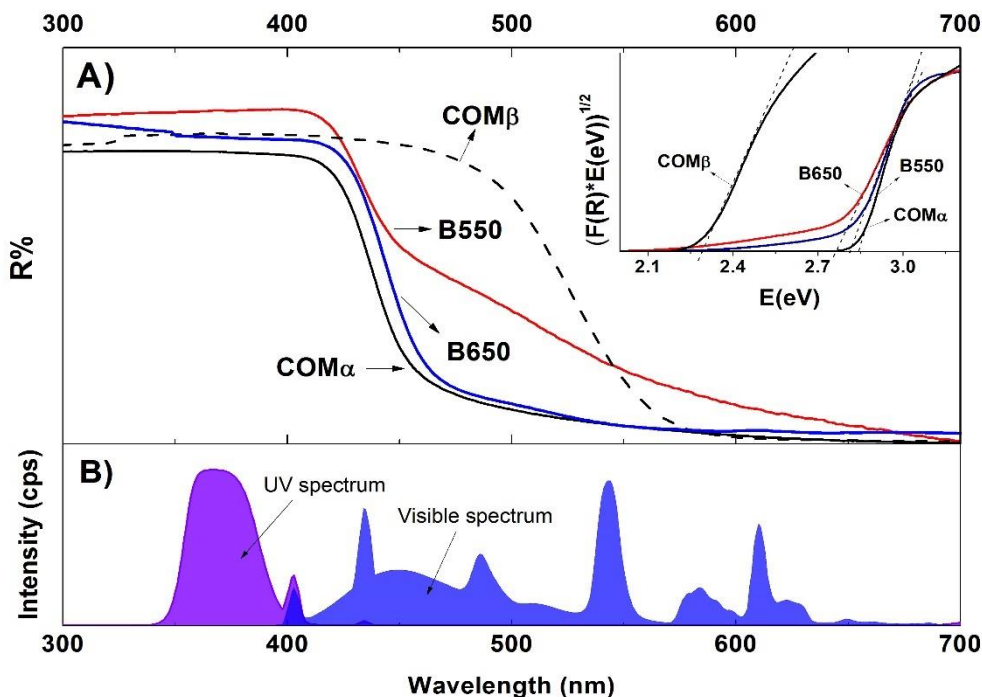 300 400 500 600 700
A)
R%
COMβ
B550
B650
COMα
(F(R)*E(eV))1/2
COMβ
B650
B550
COMα
2.1 2.4 2.7 3.0
E(eV)
B)
Intensity (cps)
UV spectrum
Visible spectrum
300 400 500 600 700
Wavelength (nm)